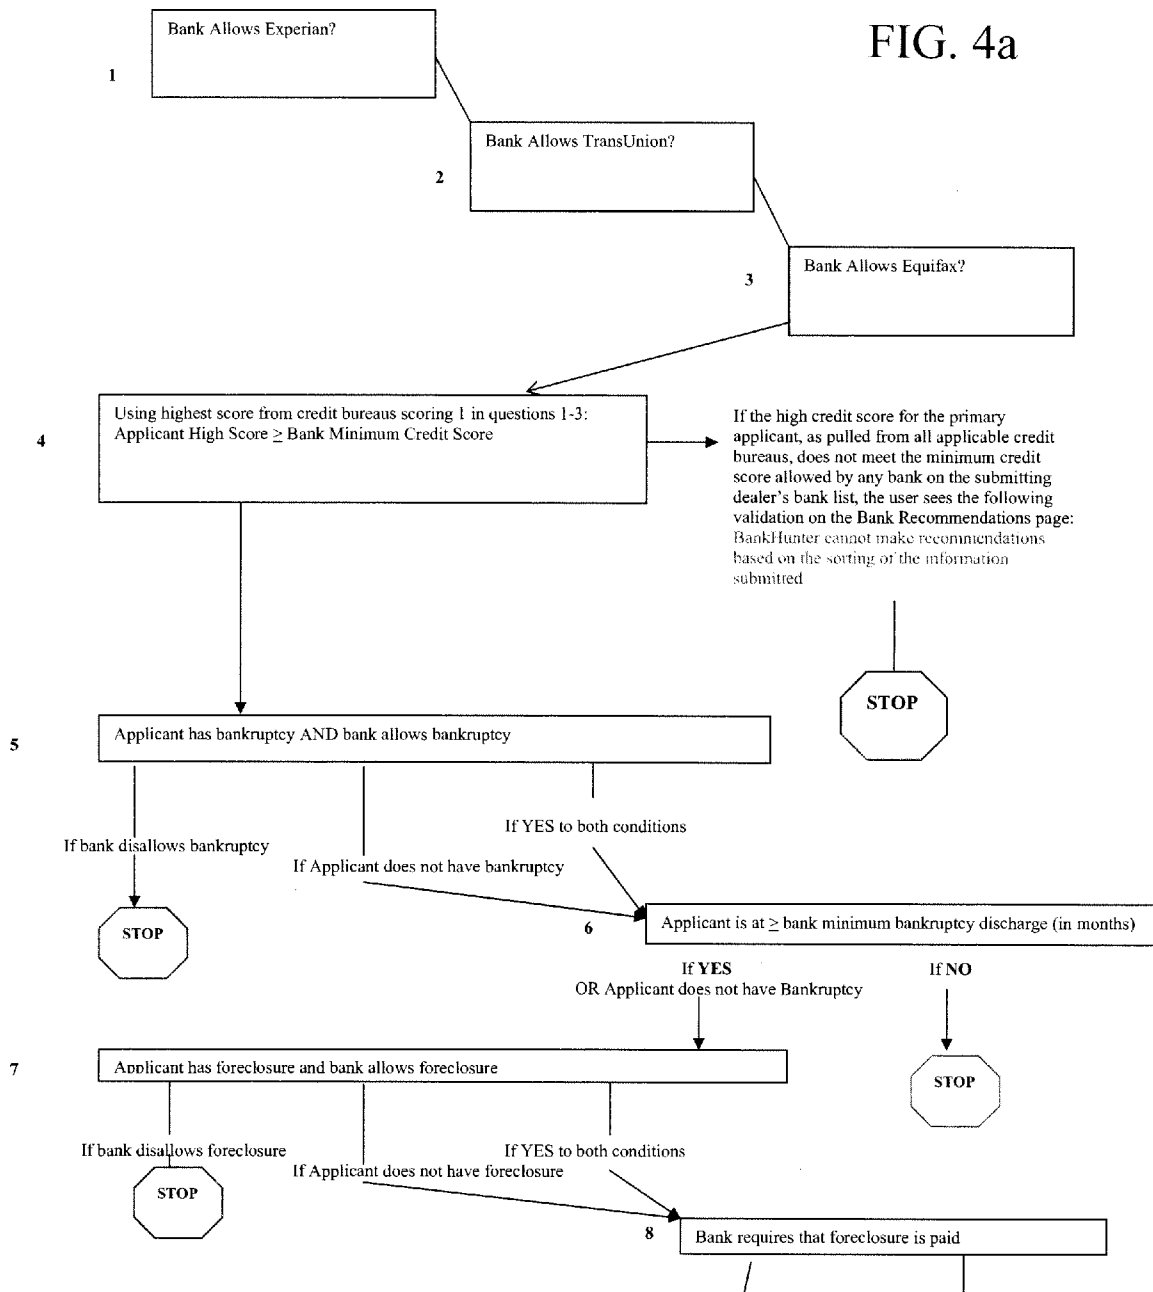 Bank Allows Experian?
FIG. 4a
1
Bank Allows TransUnion?
2
Bank Allows Equifax?
3
Using highest score from credit bureaus scoring 1 in questions 1-3:
Applicant High Score ≥ Bank Minimum Credit Score
4
If the high credit score for the primary
applicant, as pulled from all applicable credit
bureaus, does not meet the minimum credit
score allowed by any bank on the submitting
dealer's bank list, the user sees the following
validation on the Bank Recommendations page:
BankHunter cannot make recommendations
based on the sorting of the information
submitted
STOP
5
Applicant has bankruptcy AND bank allows bankruptcy
If bank disallows bankruptcy
If Applicant does not have bankruptcy
If YES to both conditions
STOP
6
Applicant is at ≥ bank minimum bankruptcy discharge (in months)
If YES
OR Applicant does not have Bankruptcy
If NO
STOP
7
Applicant has foreclosure and bank allows foreclosure
If bank disallows foreclosure
If Applicant does not have foreclosure
If YES to both conditions
STOP
8
Bank requires that foreclosure is paid